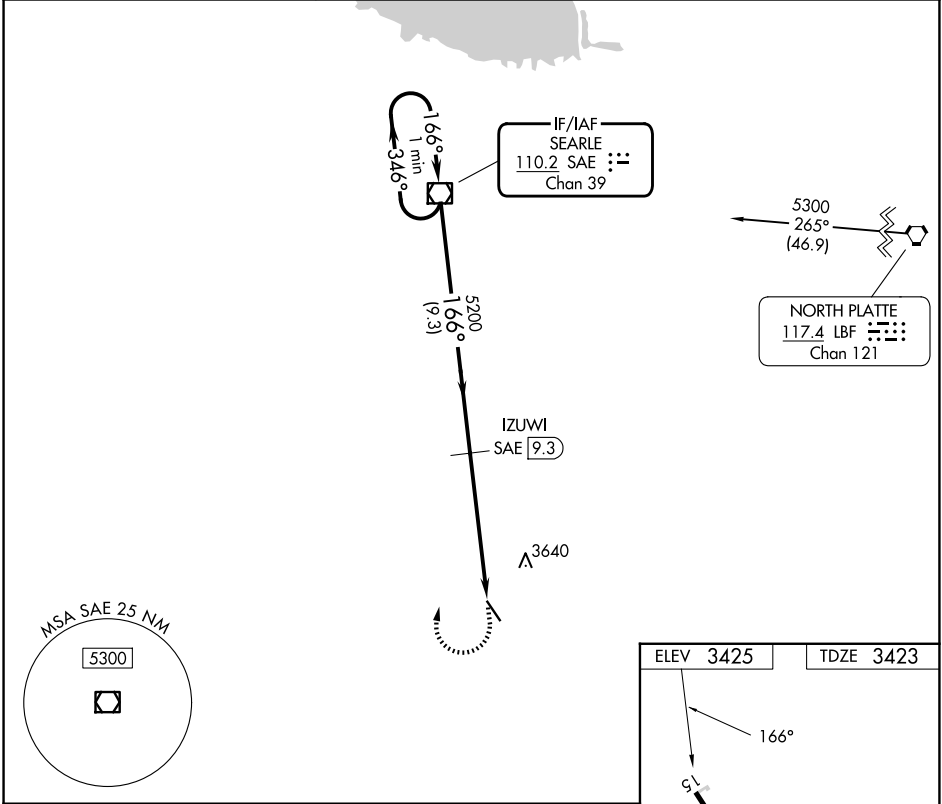 166°
1 min
346°
IF/IAF
SEARLE
110.2 SAE
Chan 39
5300
265°
(46.9)
NORTH PLATTE
117.4 LBF
Chan 121
5200
166°
(9.3)
IZUWI
SAE 9.3
3640
MSA SAE 25 NM
5300
ELEV 3425
TDZE 3423
166°
15